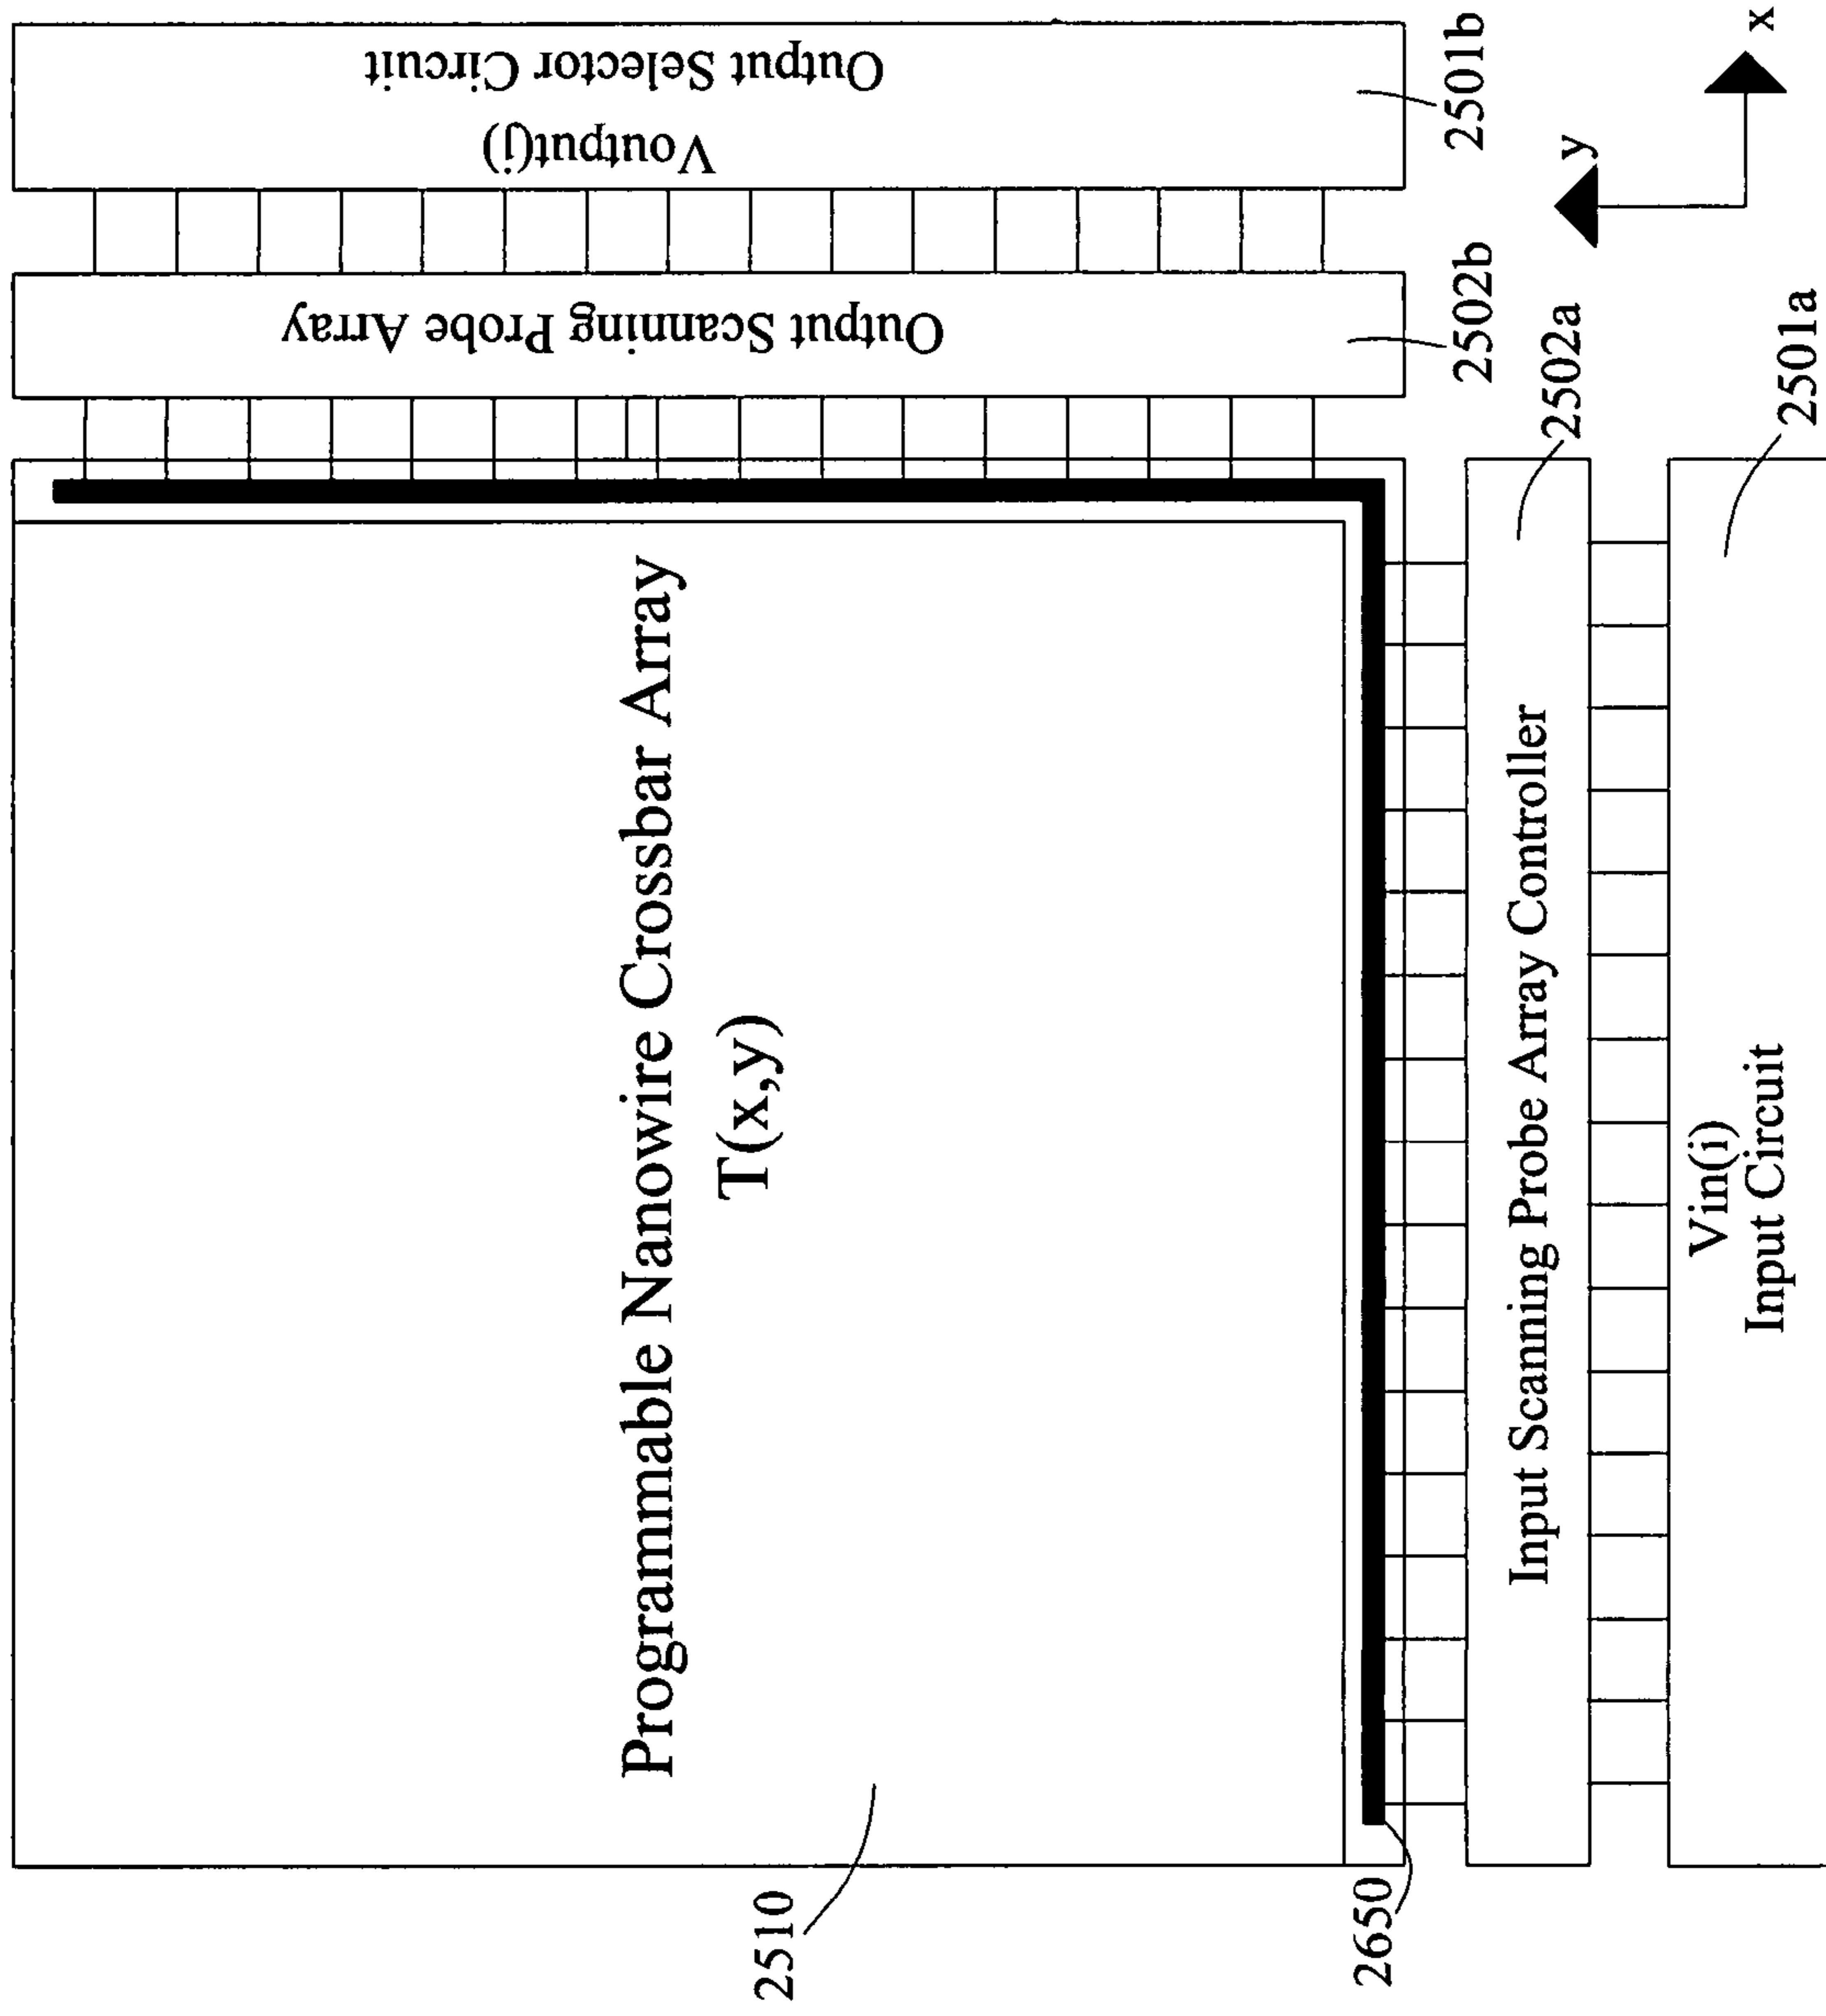 Programmable Nanowire Crossbar Array
T(x,y)
2510
2650
Output Scanning Probe Array
2502b
Voutput(j)
Output Selector Circuit
2501b
Input Scanning Probe Array Controller
2502a
Vin(i)
Input Circuit
2501a
y
x